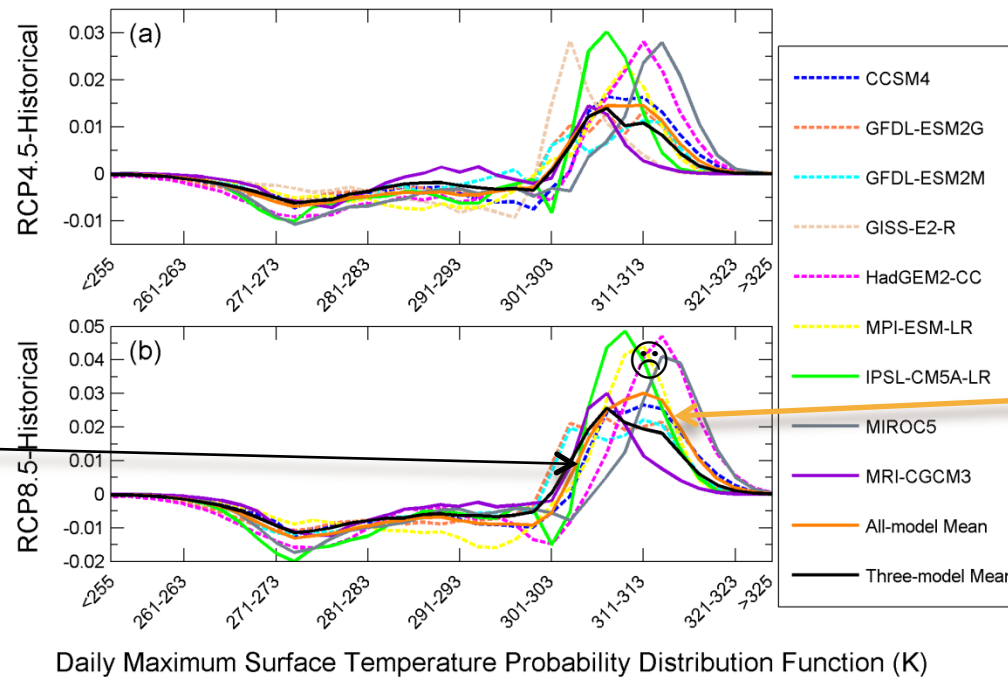 (a)
RCP4.5-Historical
0.03
0.02
0.01
0
-0.01
<255
261-263
271-273
281-283
291-293
301-303
311-313
321-323
>325
(b)
RCP8.5-Historical
0.05
0.04
0.03
0.02
0.01
0
-0.01
-0.02
<255
261-263
271-273
281-283
291-293
301-303
311-313
321-323
>325
Daily Maximum Surface Temperature Probability Distribution Function (K)
CCSM4
GFDL-ESM2G
GFDL-ESM2M
GISS-E2-R
HadGEM2-CC
MPI-ESM-LR
IPSL-CM5A-LR
MIROC5
MRI-CGCM3
All-model Mean
Three-model Mean